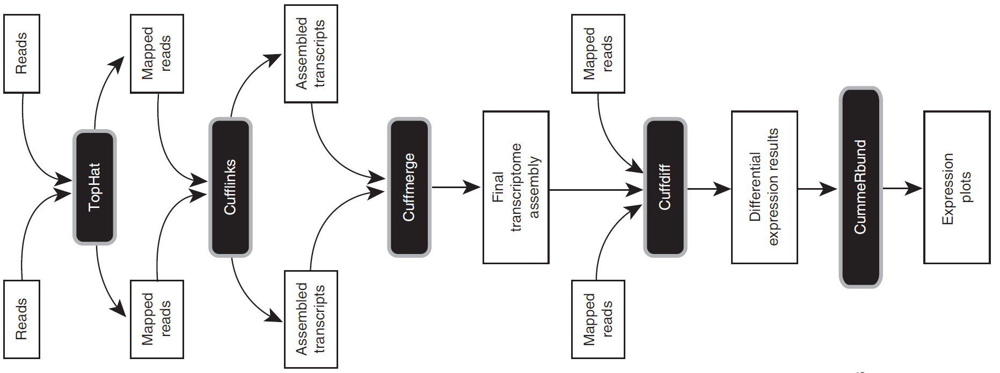 Reads
Reads
TopHat
Mapped
reads
Mapped
reads
Cufflinks
Assembled
transcripts
Assembled
transcripts
Cuffmerge
Final
transcriptome
assembly
Mapped
reads
Mapped
reads
Cuffdiff
Differential
expression results
CummeRbund
Expression
plots